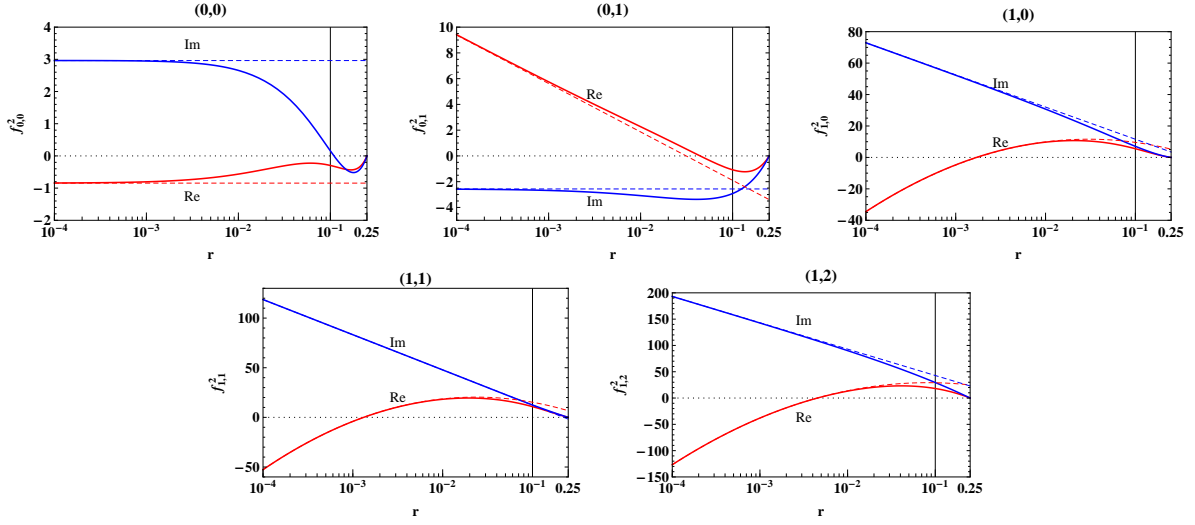 (0,0)
4
3
2
1
0
−1
−2
f²₀,₀
Im
Re
10⁻⁴ 10⁻³ 10⁻² 10⁻¹ 0.25
r
(0,1)
10
8
6
4
2
0
−2
−4
−6
f²₀,₁
Re
Im
10⁻⁴ 10⁻³ 10⁻² 10⁻¹ 0.25
r
(1,0)
80
60
40
20
0
−20
−40
f²₁,₀
Im
Re
10⁻⁴ 10⁻³ 10⁻² 10⁻¹ 0.25
r
(1,1)
100
50
0
−50
f²₁,₁
Im
Re
10⁻⁴ 10⁻³ 10⁻² 10⁻¹ 0.25
r
(1,2)
200
150
100
50
0
−50
−100
−150
f²₁,₂
Im
Re
10⁻⁴ 10⁻³ 10⁻² 10⁻¹ 0.25
r